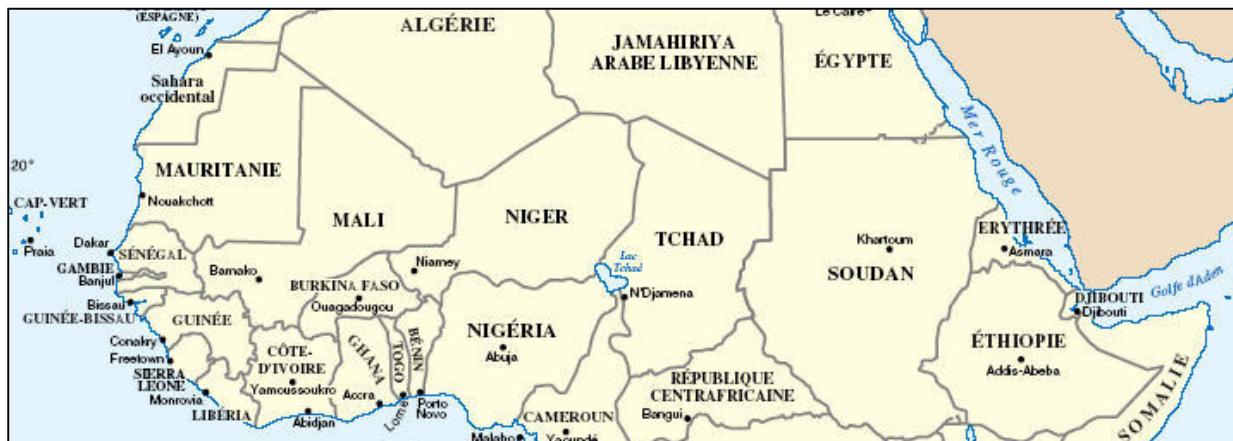 (ESPAGNE)
El Ayoun
Sahara
occidental
ALGÉRIE
JAMAHIRIYA
ARABE LIBYENNE
Le Caire
ÉGYPTE
Mer Rouge
20°
MAURITANIE
Nouakchott
CAP-VERT
Praia
MALI
NIGER
TCHAD
Khartoum
SOUDAN
ERYTHRÉE
Asmara
Dakar
SÉNÉGAL
GAMBIE
Banjul
Bamako
Niamey
Lac
Tchad
N'Djamena
BURKINA FASO
Ouagadougou
Bissau
GUINÉE-BISSAU
GUINÉE
DJIBOUTI
Djibouti
Golfe d'Aden
Conakry
Freetown
SIERRA
LEONE
Monrovia
LIBÉRIA
CÔTE-
D'IVOIRE
Yamoussoukro
Abidjan
GHANA
Accra
TOGO
Lomé
BÉNIN
Porto
Novo
NIGÉRIA
Abuja
ÉTHIOPIE
Addis-Abeba
SOMALIE
RÉPUBLIQUE
CENTRAFRICAINE
Bangui
CAMEROUN
Yaoundé
Malabo